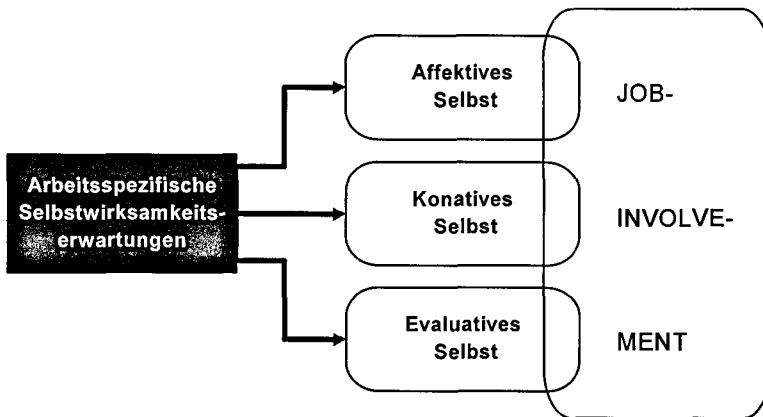 Affektives
Selbst
JOB-
Arbeitsspezifische
Selbstwirksamkeits-
erwartungen
Konatives
Selbst
INVOLVE-
Evaluatives
Selbst
MENT